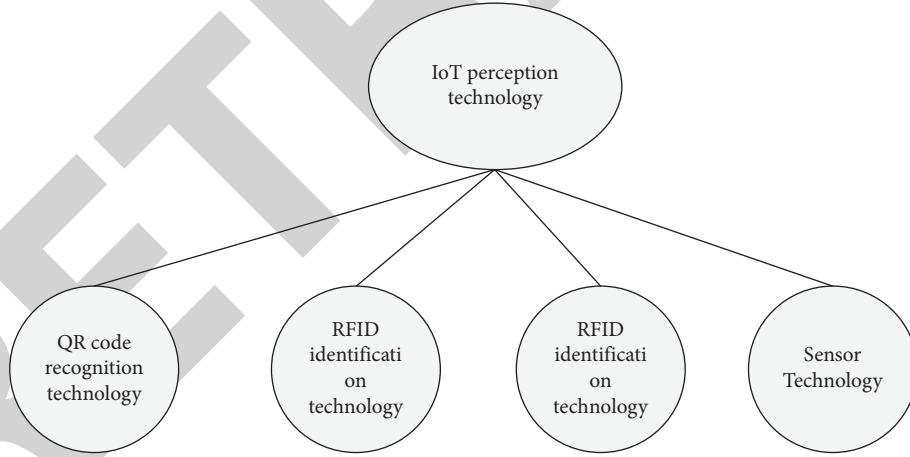 IoT perception
technology
QR code
recognition
technology
RFID
identificati
on
technology
RFID
identificati
on
technology
Sensor
Technology